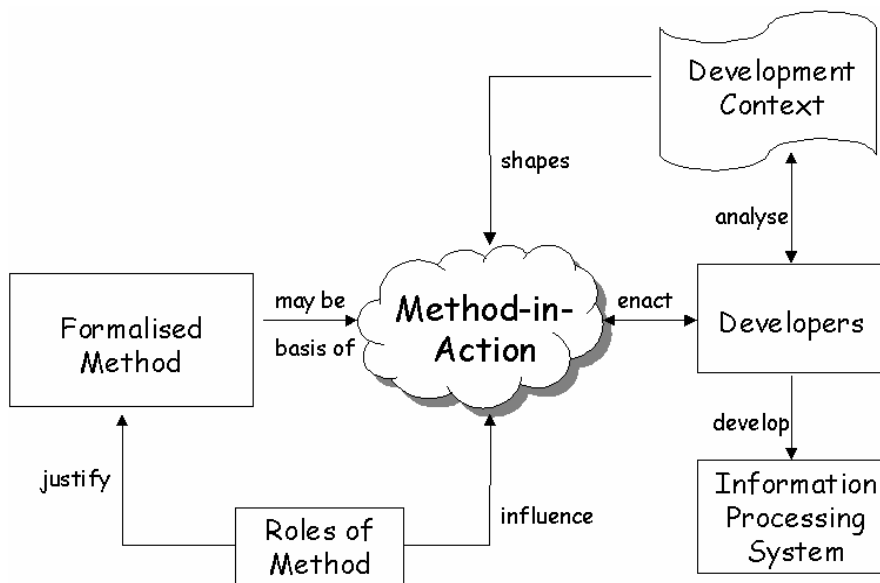 Development
Context
shapes
analyse
Formalised
Method
may be
basis of
Method-in-
Action
enact
Developers
develop
justify
Roles of
Method
influence
Information
Processing
System